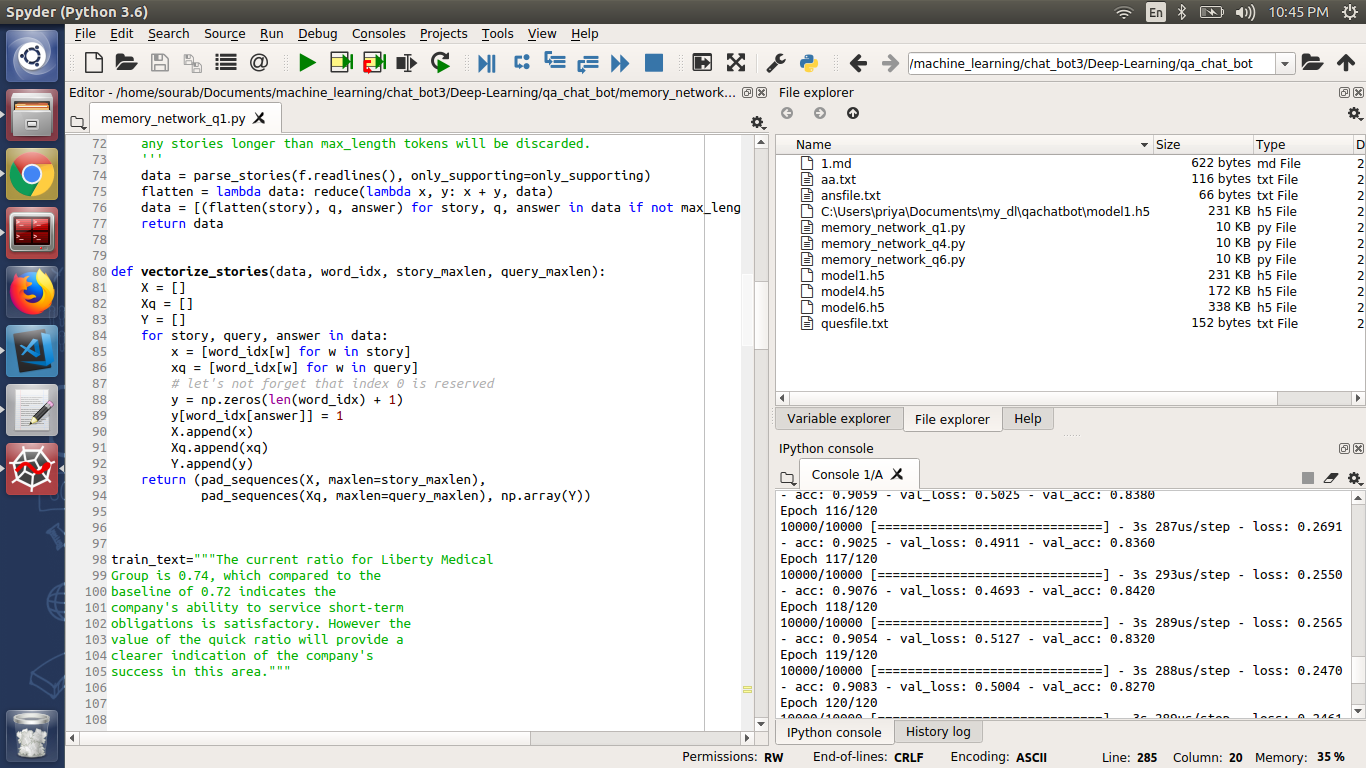 Spyder (Python 3.6)
En
10:45 PM
File Edit Search Source Run Debug Consoles Projects Tools View Help
/machine_learning/chat_bot3/Deep-Learning/qa_chat_bot
Editor - /home/sourab/Documents/machine_learning/chat_bot3/Deep-Learning/qa_chat_bot/memory_network...
memory_network_q1.py
72 any stories longer than max_length tokens will be discarded.
73 '''
74 data = parse_stories(f.readlines(), only_supporting=only_supporting)
75 flatten = lambda data: reduce(lambda x, y: x + y, data)
76 data = [(flatten(story), q, answer) for story, q, answer in data if not max_leng
77 return data
78
79
80 def vectorize_stories(data, word_idx, story_maxlen, query_maxlen):
81 X = []
82 Xq = []
83 Y = []
84 for story, query, answer in data:
85 x = [word_idx[w] for w in story]
86 xq = [word_idx[w] for w in query]
87 # let's not forget that index 0 is reserved
88 y = np.zeros(len(word_idx) + 1)
89 y[word_idx[answer]] = 1
90 X.append(x)
91 Xq.append(xq)
92 Y.append(y)
93 return (pad_sequences(X, maxlen=story_maxlen),
94 pad_sequences(Xq, maxlen=query_maxlen), np.array(Y))
95
96
97
98 train_text="""The current ratio for Liberty Medical
99 Group is 0.74, which compared to the
100 baseline of 0.72 indicates the
101 company's ability to service short-term
102 obligations is satisfactory. However the
103 value of the quick ratio will provide a
104 clearer indication of the company's
105 success in this area."""
106
107
108
File explorer
Name Size Type D
1.md 622 bytes md File 2
aa.txt 116 bytes txt File 2
ansfile.txt 66 bytes txt File 2
C:\Users\priya\Documents\my_dl\qachatbot\model1.h5 231 KB h5 File 2
memory_network_q1.py 10 KB py File 2
memory_network_q4.py 10 KB py File 2
memory_network_q6.py 10 KB py File 2
model1.h5 231 KB h5 File 2
model4.h5 172 KB h5 File 2
model6.h5 338 KB h5 File 2
quesfile.txt 152 bytes txt File 2
Variable explorer File explorer Help
IPython console
Console 1/A
- acc: 0.9059 - val_loss: 0.5025 - val_acc: 0.8380
Epoch 116/120
10000/10000 [==============================] - 3s 287us/step - loss: 0.2691
- acc: 0.9025 - val_loss: 0.4911 - val_acc: 0.8360
Epoch 117/120
10000/10000 [==============================] - 3s 293us/step - loss: 0.2550
- acc: 0.9076 - val_loss: 0.4693 - val_acc: 0.8420
Epoch 118/120
10000/10000 [==============================] - 3s 289us/step - loss: 0.2565
- acc: 0.9054 - val_loss: 0.5127 - val_acc: 0.8320
Epoch 119/120
10000/10000 [==============================] - 3s 288us/step - loss: 0.2470
- acc: 0.9083 - val_loss: 0.5004 - val_acc: 0.8270
Epoch 120/120
10000/10000 [==============================] - 3s 289us/step - loss: 0.2461
IPython console History log
Permissions: RW End-of-lines: CRLF Encoding: ASCII Line: 285 Column: 20 Memory: 35 %